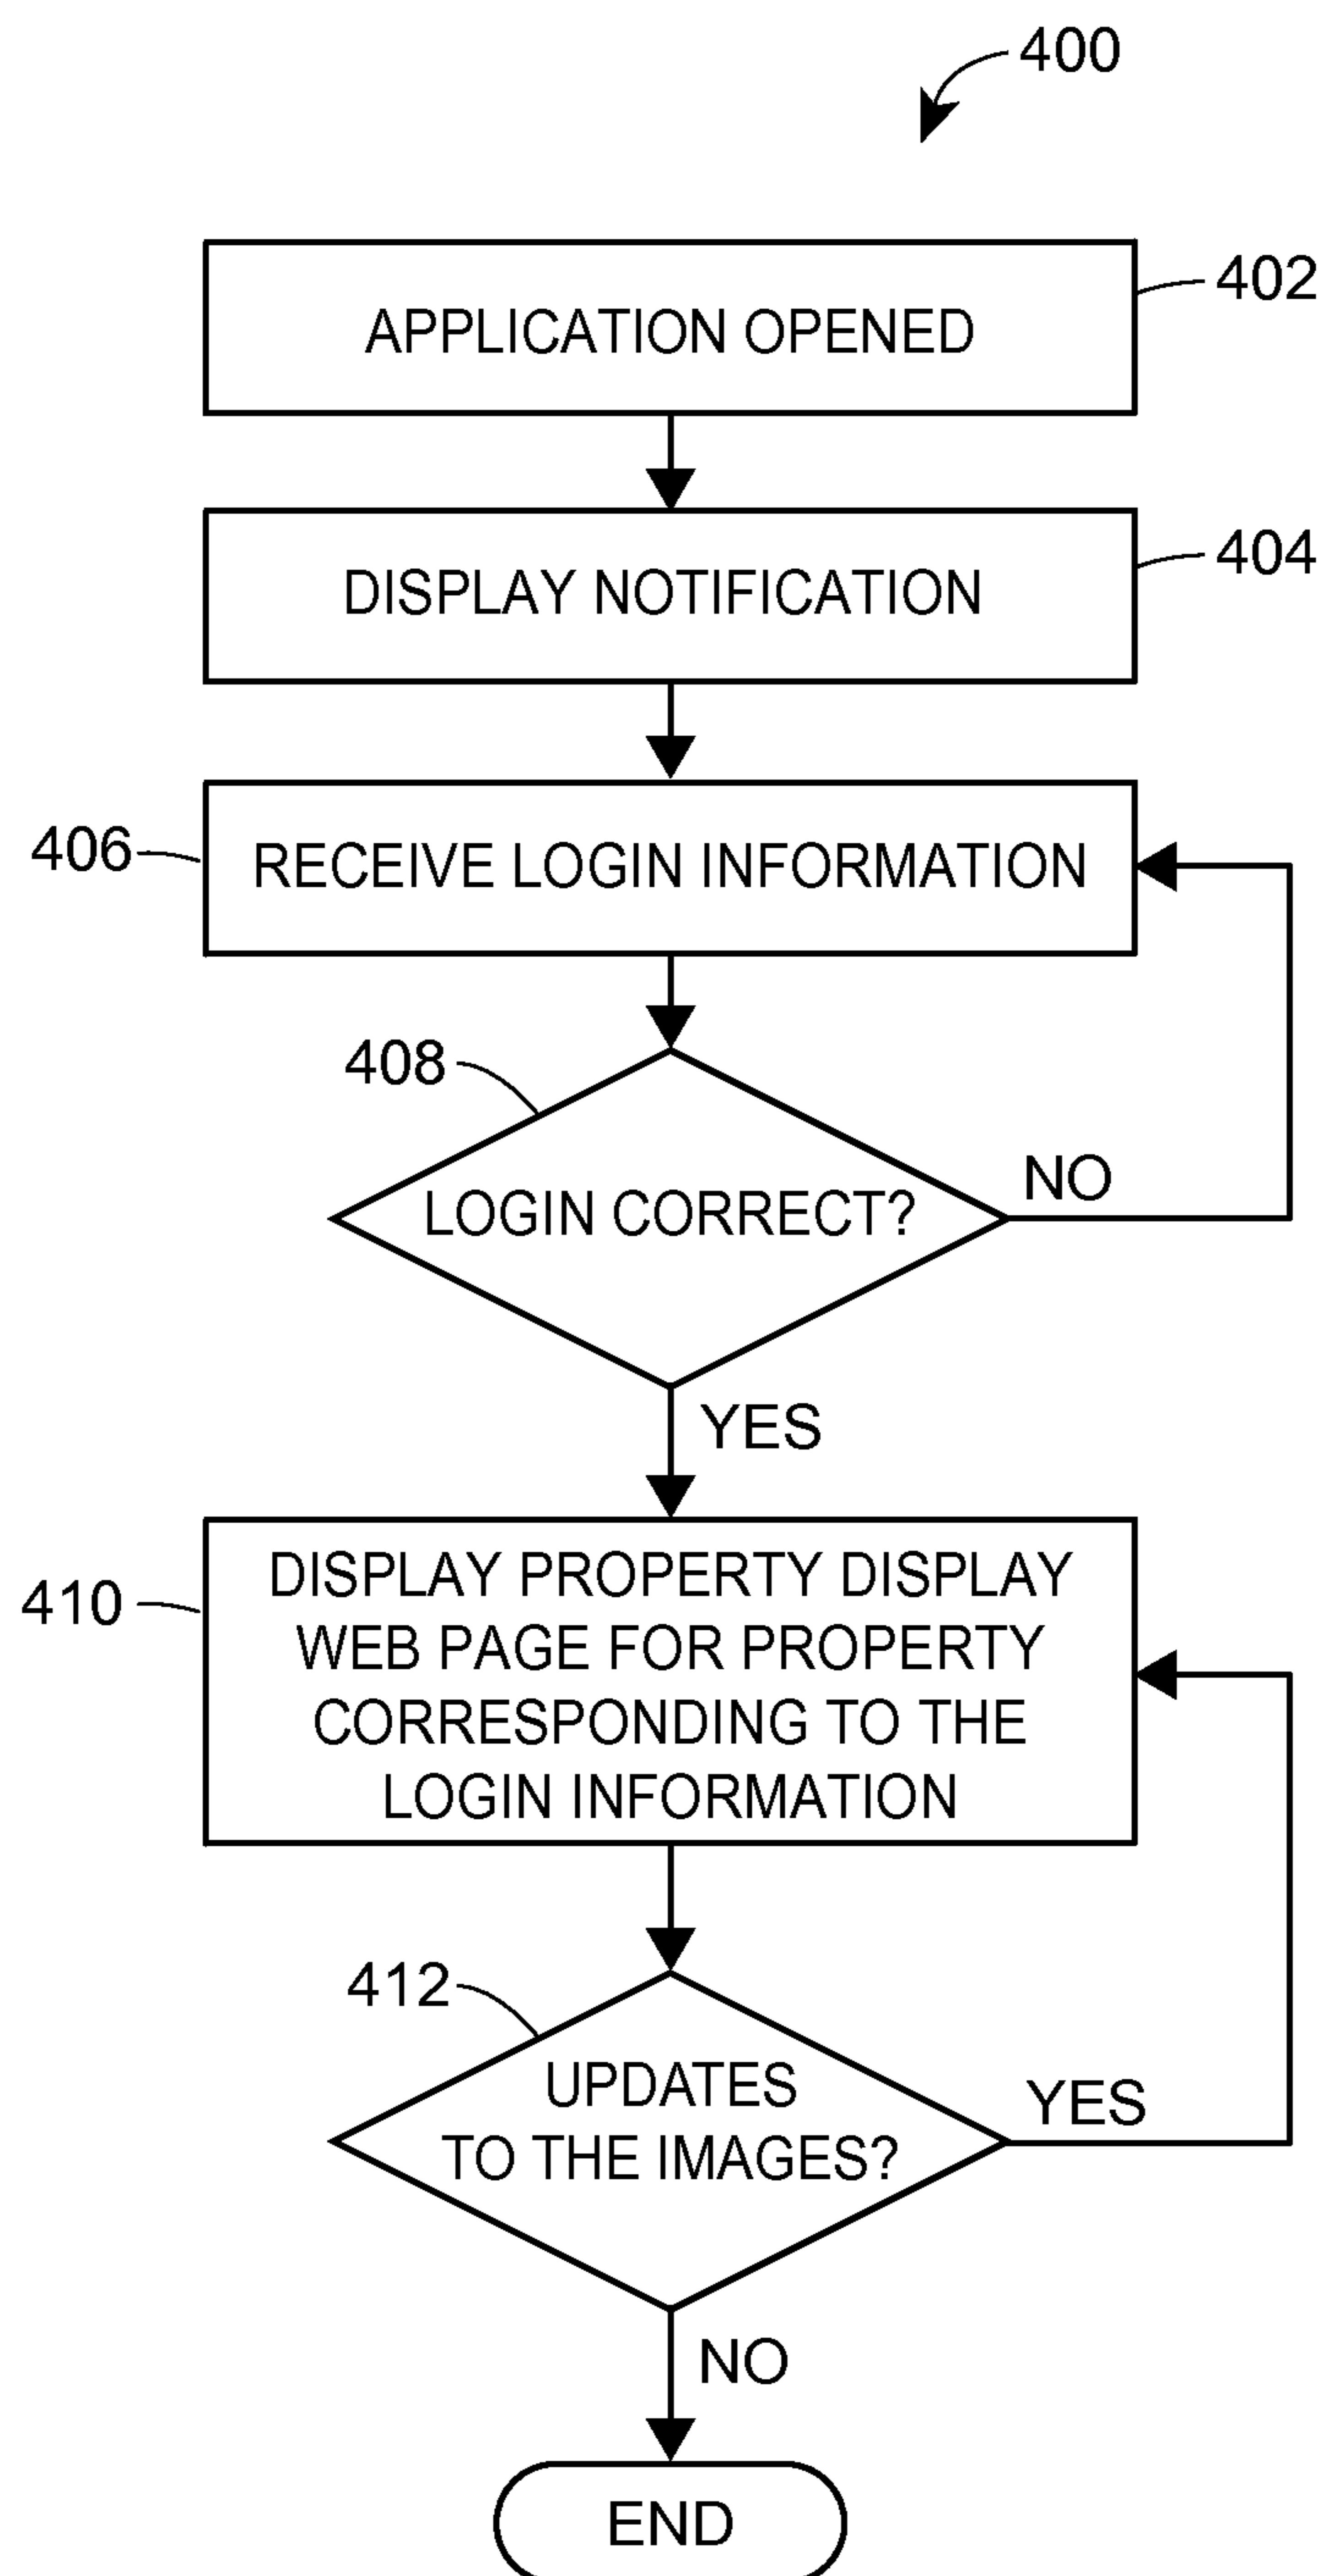 400
APPLICATION OPENED
402
DISPLAY NOTIFICATION
404
406
RECEIVE LOGIN INFORMATION
408
LOGIN CORRECT?
NO
YES
410
DISPLAY PROPERTY DISPLAY
WEB PAGE FOR PROPERTY
CORRESPONDING TO THE
LOGIN INFORMATION
412
UPDATES
TO THE IMAGES?
YES
NO
END